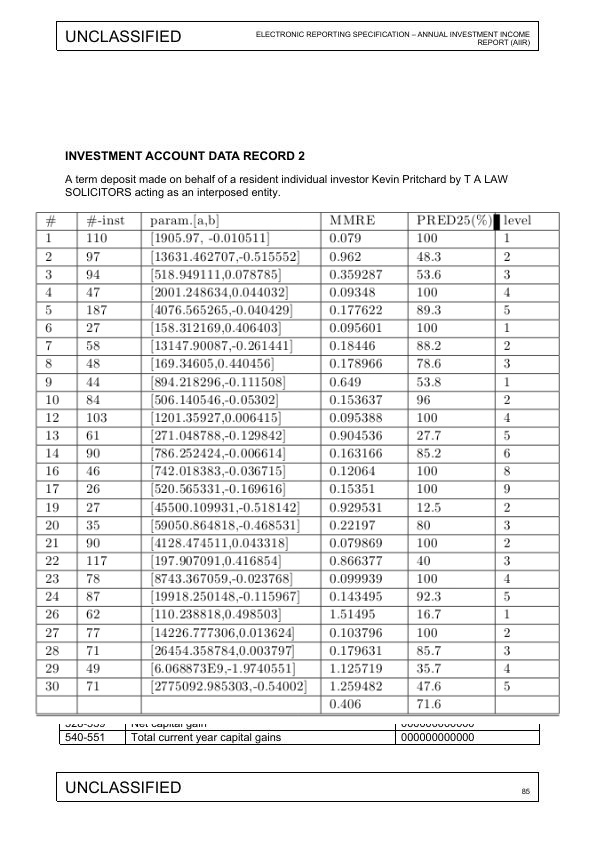 UNCLASSIFIED
ELECTRONIC REPORTING SPECIFICATION – ANNUAL INVESTMENT INCOME
REPORT (AIIR)
INVESTMENT ACCOUNT DATA RECORD 2
A term deposit made on behalf of a resident individual investor Kevin Pritchard by T A LAW
SOLICITORS acting as an interposed entity.
# #-inst param.[a,b] MMRE PRED25(%) level
1 110 [1905.97, -0.010511] 0.079 100 1
2 97 [13631.462707,-0.515552] 0.962 48.3 2
3 94 [518.949111,0.078785] 0.359287 53.6 3
4 47 [2001.248634,0.044032] 0.09348 100 4
5 187 [4076.565265,-0.040429] 0.177622 89.3 5
6 27 [158.312169,0.406403] 0.095601 100 1
7 58 [13147.90087,-0.261441] 0.18446 88.2 2
8 48 [169.34605,0.440456] 0.178966 78.6 3
9 44 [894.218296,-0.111508] 0.649 53.8 1
10 84 [506.140546,-0.05302] 0.153637 96 2
12 103 [1201.35927,0.006415] 0.095388 100 4
13 61 [271.048788,-0.129842] 0.904536 27.7 5
14 90 [786.252424,-0.006614] 0.163166 85.2 6
16 46 [742.018383,-0.036715] 0.12064 100 8
17 26 [520.565331,-0.169616] 0.15351 100 9
19 27 [45500.109931,-0.518142] 0.929531 12.5 2
20 35 [59050.864818,-0.468531] 0.22197 80 3
21 90 [4128.474511,0.043318] 0.079869 100 2
22 117 [197.907091,0.416854] 0.866377 40 3
23 78 [8743.367059,-0.023768] 0.099939 100 4
24 87 [19918.250148,-0.115967] 0.143495 92.3 5
26 62 [110.238818,0.498503] 1.51495 16.7 1
27 77 [14226.777306,0.013624] 0.103796 100 2
28 71 [26454.358784,0.003797] 0.179631 85.7 3
29 49 [6.068873E9,-1.9740551] 1.125719 35.7 4
30 71 [2775092.985303,-0.54002] 1.259482 47.6 5
0.406 71.6
Net capital gain 000000000000
540-551 Total current year capital gains 000000000000
UNCLASSIFIED
85